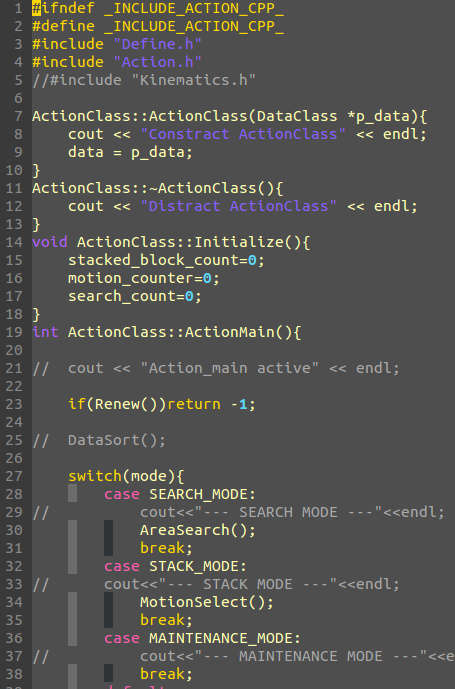 1 #ifndef _INCLUDE_ACTION_CPP_
2 #define _INCLUDE_ACTION_CPP_
3 #include "Define.h"
4 #include "Action.h"
5 //#include "Kinematics.h"
6
7 ActionClass::ActionClass(DataClass *p_data){
8     cout << "Constract ActionClass" << endl;
9     data = p_data;
10 }
11 ActionClass::~ActionClass(){
12     cout << "Distract ActionClass" << endl;
13 }
14 void ActionClass::Initialize(){
15     stacked_block_count=0;
16     motion_counter=0;
17     search_count=0;
18 }
19 int ActionClass::ActionMain(){
20
21 //  cout << "Action_main active" << endl;
22
23     if(Renew())return -1;
24
25 //  DataSort();
26
27     switch(mode){
28         case SEARCH_MODE:
29 //          cout<<"--- SEARCH MODE ---"<<endl;
30             AreaSearch();
31             break;
32         case STACK_MODE:
33 //      cout<<"--- STACK MODE ---"<<endl;
34             MotionSelect();
35             break;
36         case MAINTENANCE_MODE:
37 //          cout<<"--- MAINTENANCE MODE ---"<<e
38             break;